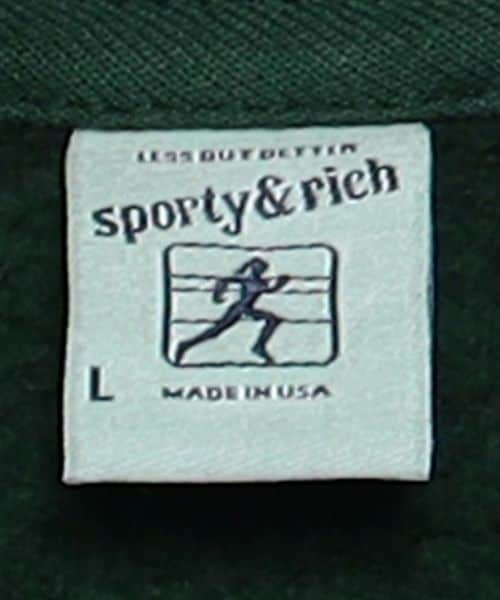 LESS BUT BETTER
sporty & rich
L
MADE IN USA